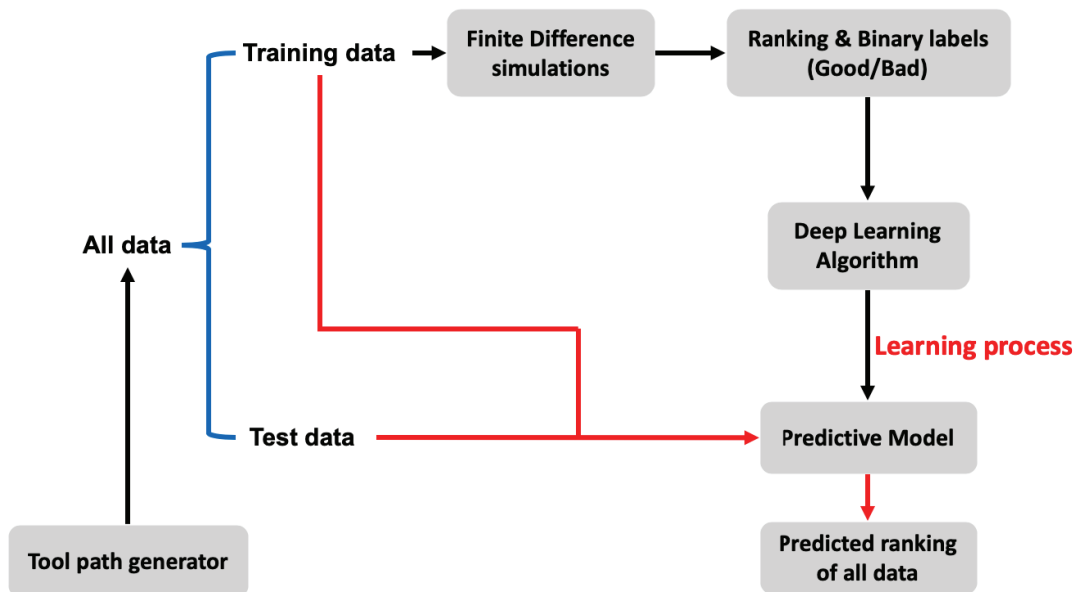 Training data
Finite Difference
simulations
Ranking & Binary labels
(Good/Bad)
All data
Deep Learning
Algorithm
Learning process
Test data
Predictive Model
Tool path generator
Predicted ranking
of all data